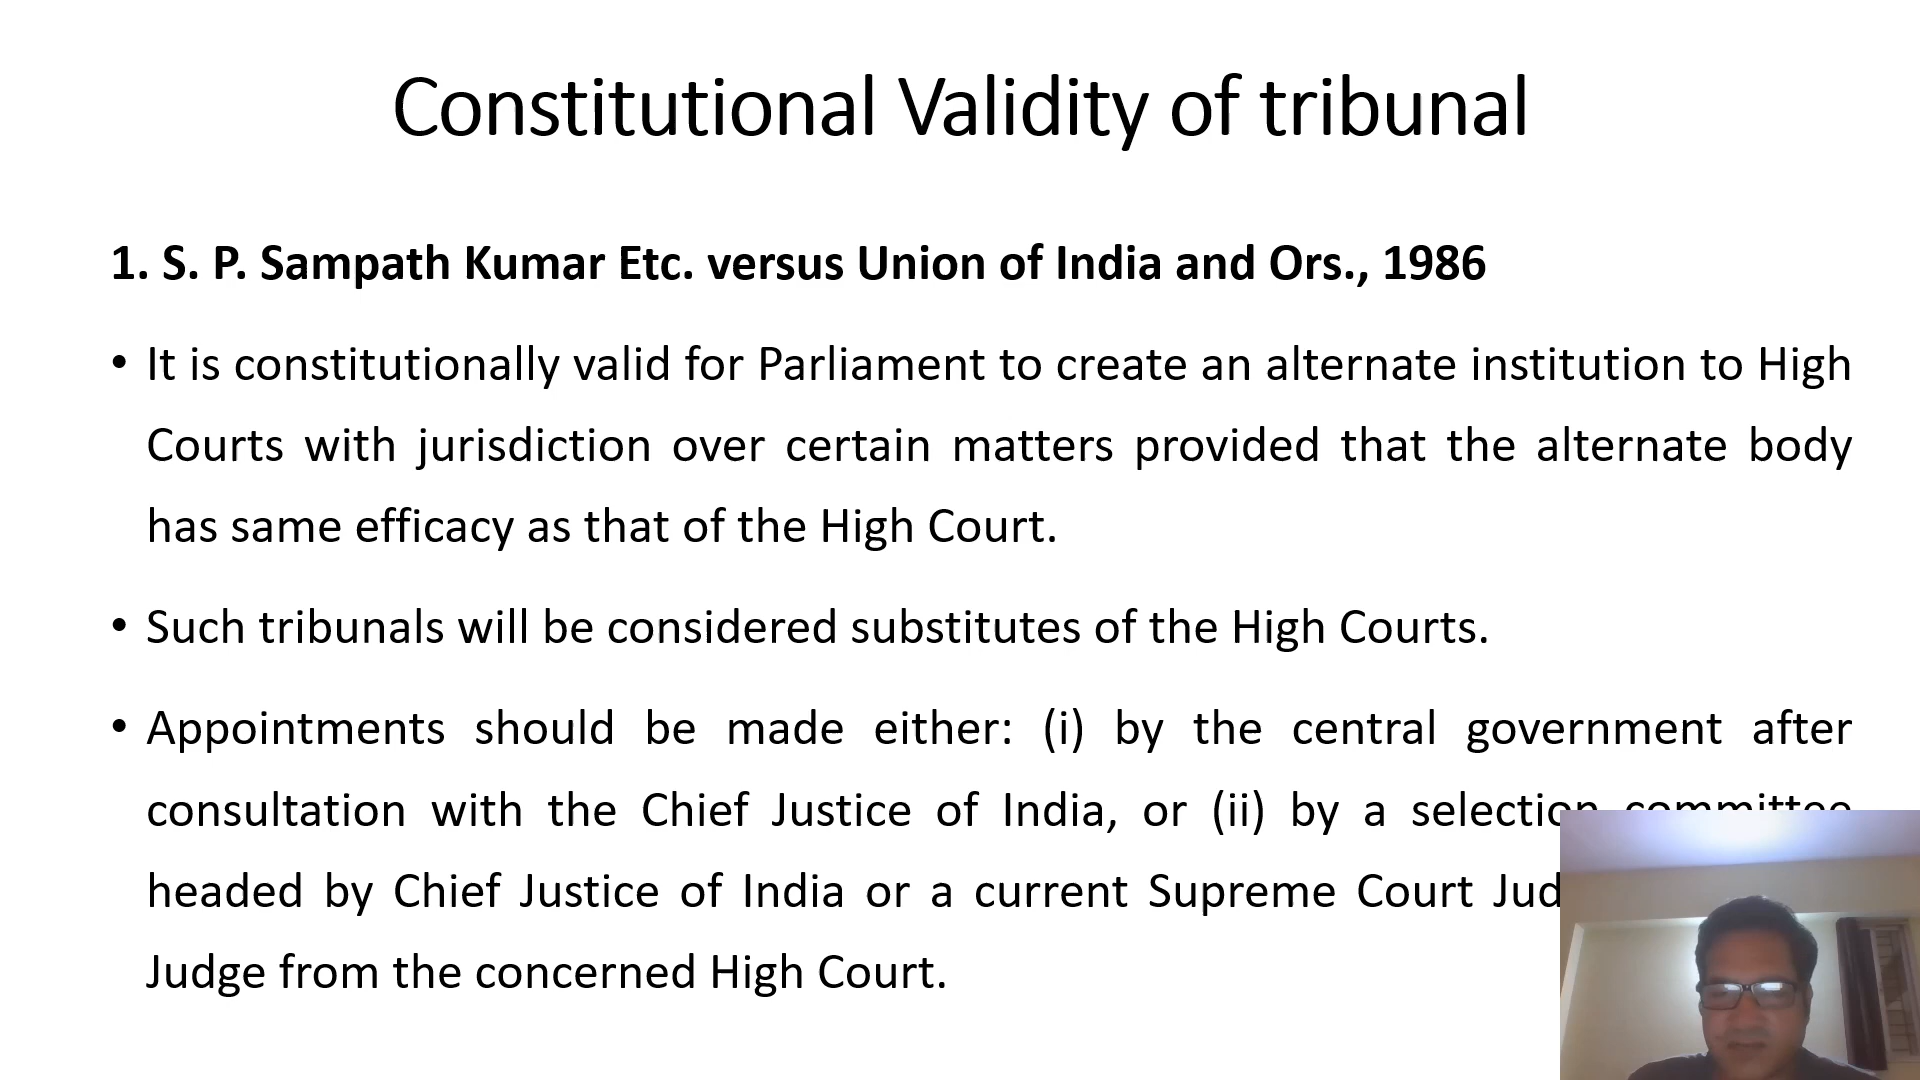 Constitutional Validity of tribunal
1. S. P. Sampath Kumar Etc. versus Union of India and Ors., 1986
• It is constitutionally valid for Parliament to create an alternate institution to High
Courts with jurisdiction over certain matters provided that the alternate body
has same efficacy as that of the High Court.
• Such tribunals will be considered substitutes of the High Courts.
• Appointments should be made either: (i) by the central government after
consultation with the Chief Justice of India, or (ii) by a selection committee
headed by Chief Justice of India or a current Supreme Court
Judge from the concerned High Court.